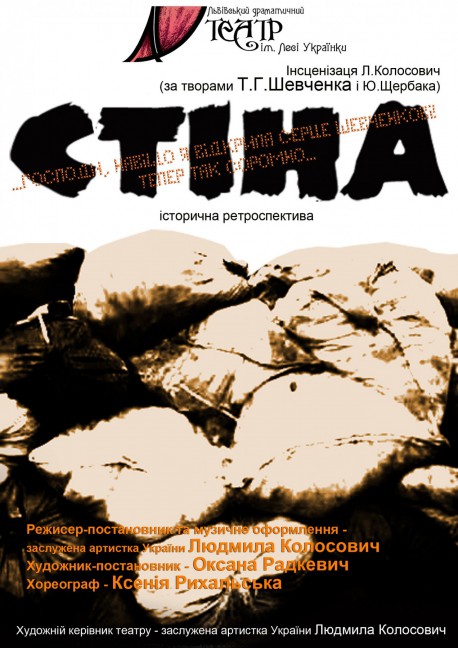 Львівський драматичний
ТЕАТР
ім. Лесі Українки
Інсценізаця Л.Колосович
(за творами Т.Г.Шевченка і Ю.Щербака)
СТІНА
...ГОСПОДИ, НАВІЩО Я ВІДКРИЛА СЕРЦЕ ШЕВЧЕНКОВІ!
ТЕПЕР ТАК СОРОМНО...
історична ретроспектива
Режисер-постановник та музичне оформлення -
заслужена артистка України Людмила Колосович
Художник-постановник - Оксана Радкевич
Хореограф - Ксенія Рихальська
Художній керівник театру - заслужена артистка України Людмила Колосович